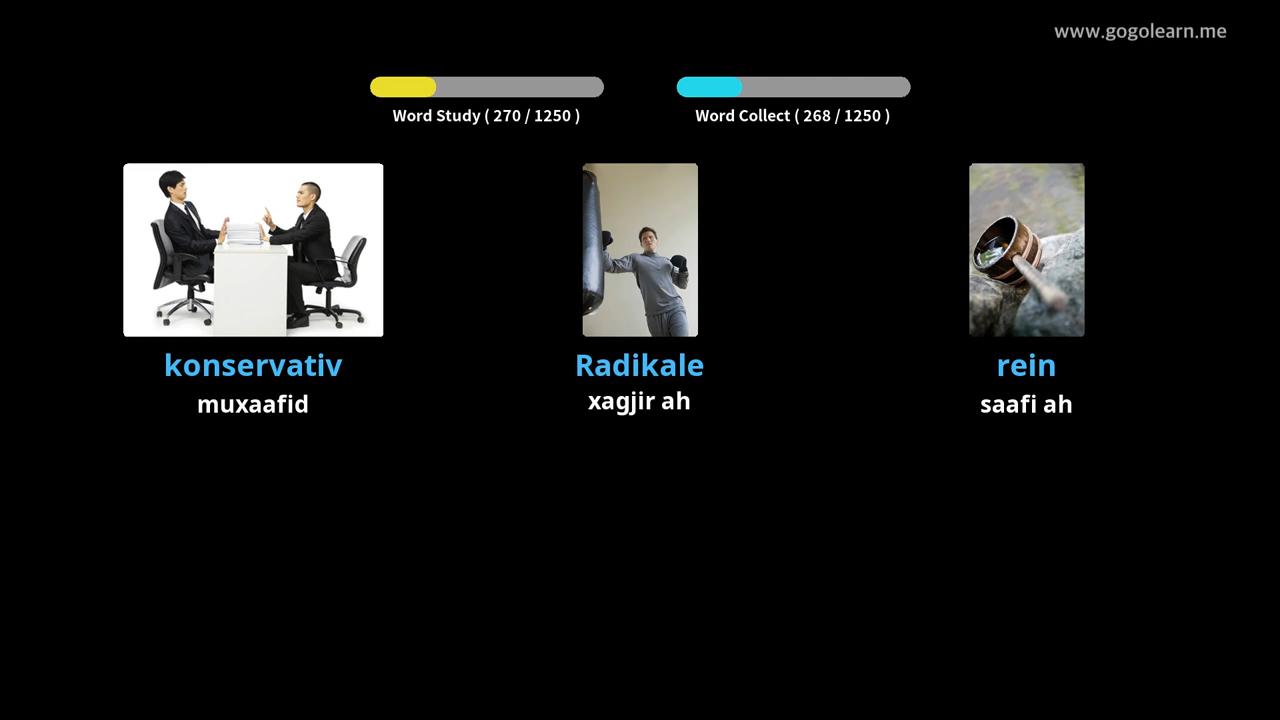 www.gogolearn.me
Word Study ( 270 / 1250 )
Word Collect ( 268 / 1250 )
konservativ
muxaafid
Radikale
xagjir ah
rein
saafi ah